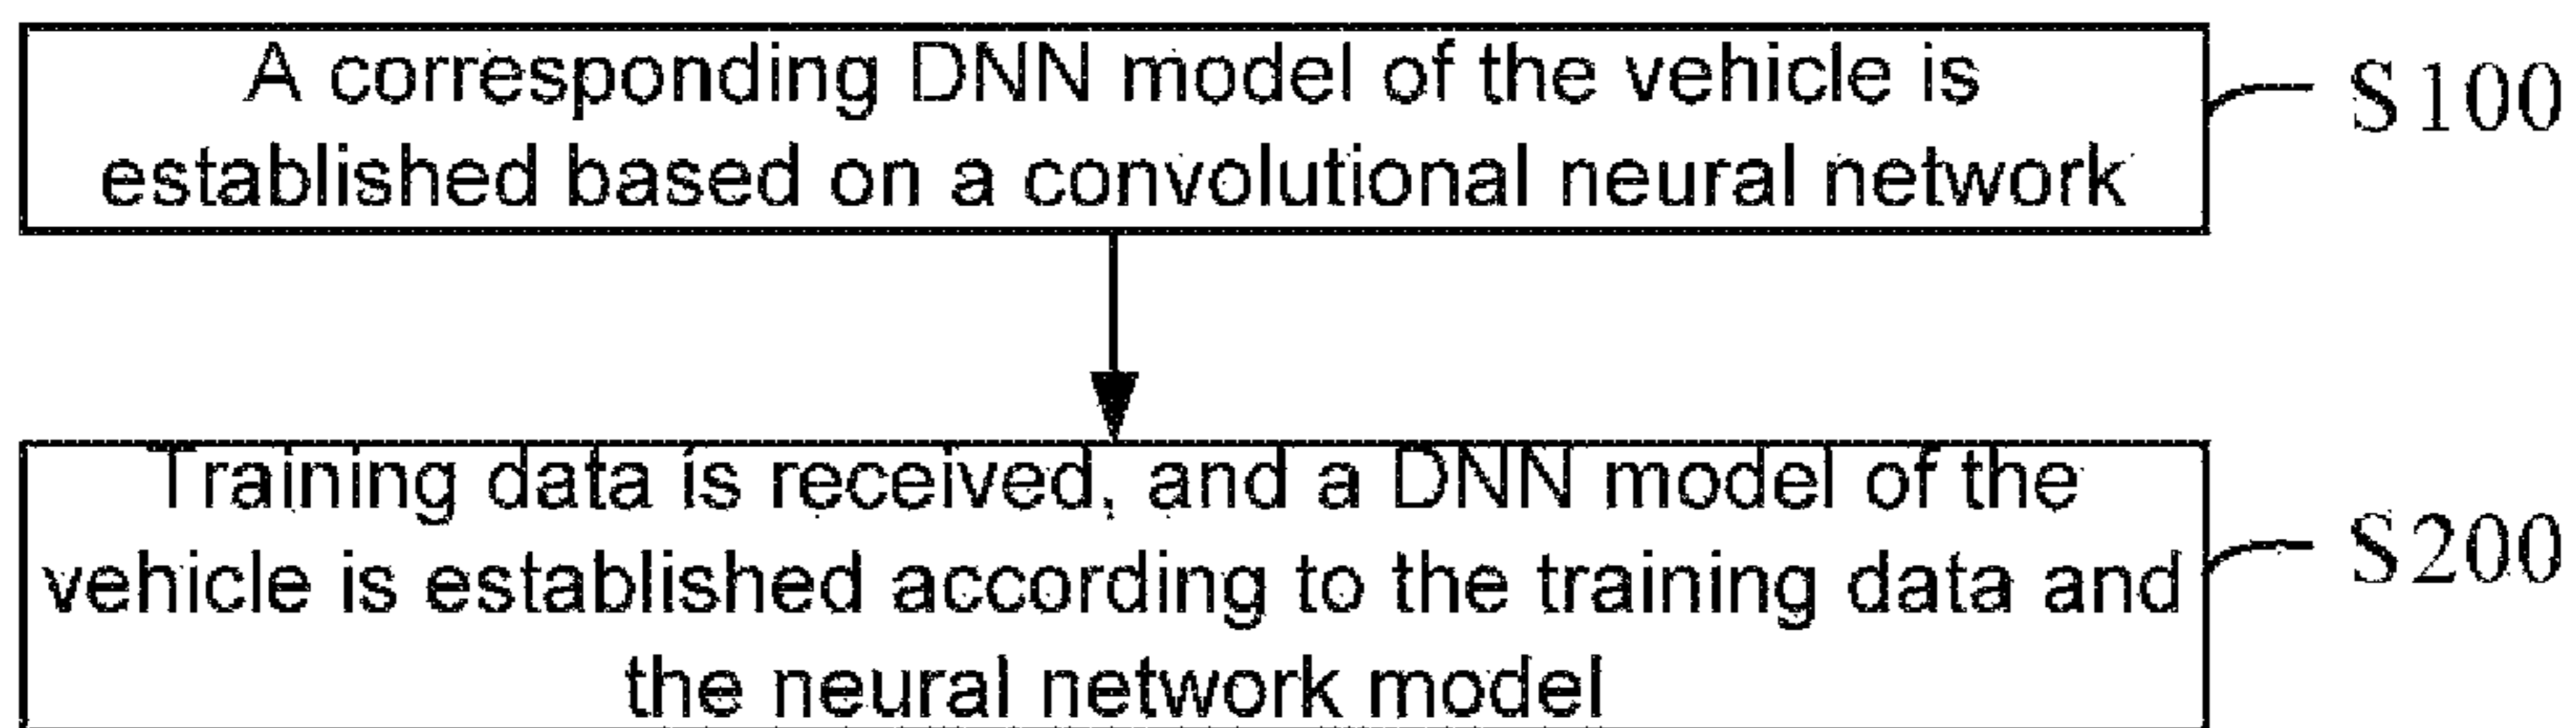 A corresponding DNN model of the vehicle is
established based on a convolutional neural network
S100
Training data is received, and a DNN model of the
vehicle is established according to the training data and
the neural network model
S200